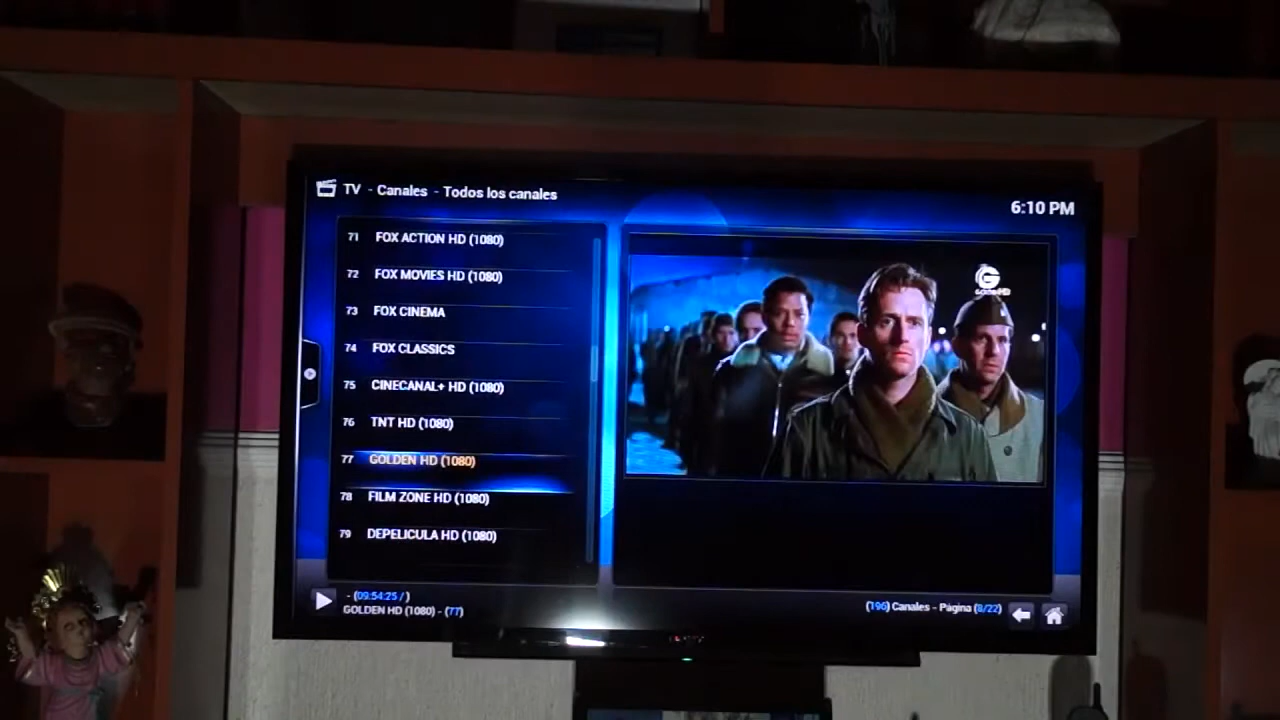 TV - Canales - Todos los canales
6:10 PM
71 FOX ACTION HD (1080)
72 FOX MOVIES HD (1080)
73 FOX CINEMA
74 FOX CLASSICS
75 CINECANAL+ HD (1080)
76 TNT HD (1080)
77 GOLDEN HD (1080)
78 FILM ZONE HD (1080)
79 DEPELICULA HD (1080)
- (09:54:25 / )
GOLDEN HD (1080) - (77)
(196) Canales - Página (8/22)